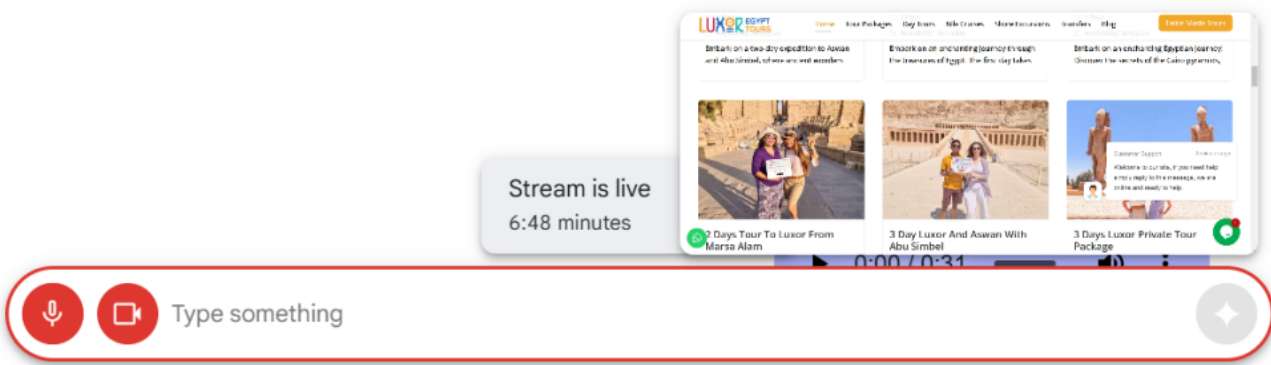 LUXOR EGYPT TOURS
Home Tour Packages Day Tours Nile Cruises Shore Excursions Transfers Blog Tailor Made Tours
Embark on a two-day expedition to Aswan
and Abu Simbel, where ancient wonders
Embark on an enchanting journey through
the treasures of Egypt. The first day takes
Embark on an enchanting Egyptian journey:
Discover the secrets of the Cairo pyramids,
Customer Support
Welcome to our site, if you need help
simply reply to this message, we are
online and ready to help.
2 Days Tour To Luxor From
Marsa Alam
3 Day Luxor And Aswan With
Abu Simbel
3 Days Luxor Private Tour
Package
Stream is live
6:48 minutes
0:00 / 0:31
Type something